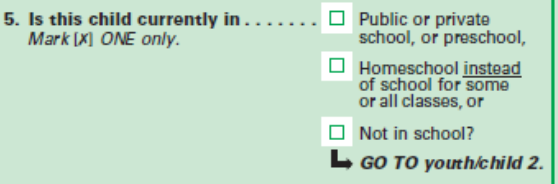 5. Is this child currently in . . . . . . . □ Public or private
Mark [X] ONE only. school, or preschool,
□ Homeschool instead
of school for some
or all classes, or
□ Not in school?
GO TO youth/child 2.